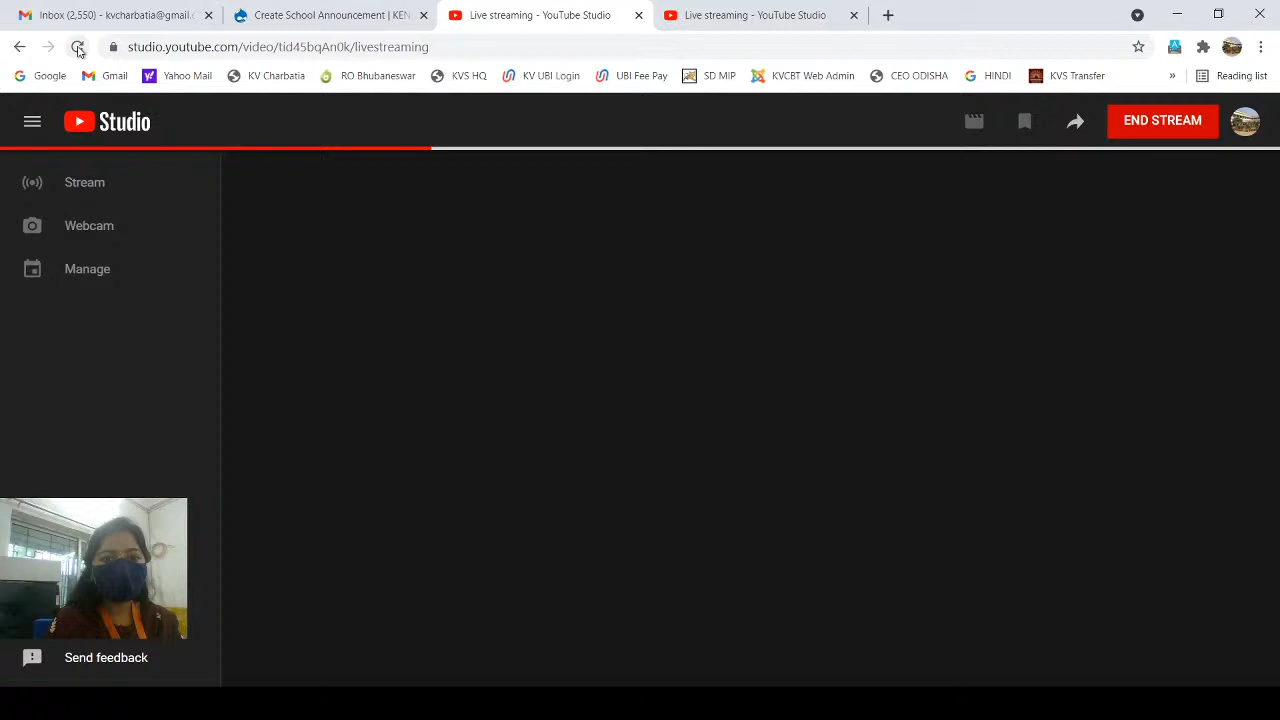 Inbox (2,550) - kvcharbatia@gmail.c
Create School Announcement | KEN
Live streaming - YouTube Studio
Live streaming - YouTube Studio
studio.youtube.com/video/tid45bqAn0k/livestreaming
Google Gmail Yahoo Mail KV Charbatia RO Bhubaneswar KVS HQ KV UBI Login UBI Fee Pay SD MIP KVCBT Web Admin CEO ODISHA HINDI KVS Transfer » Reading list
Studio
END STREAM
Stream
Webcam
Manage
Send feedback